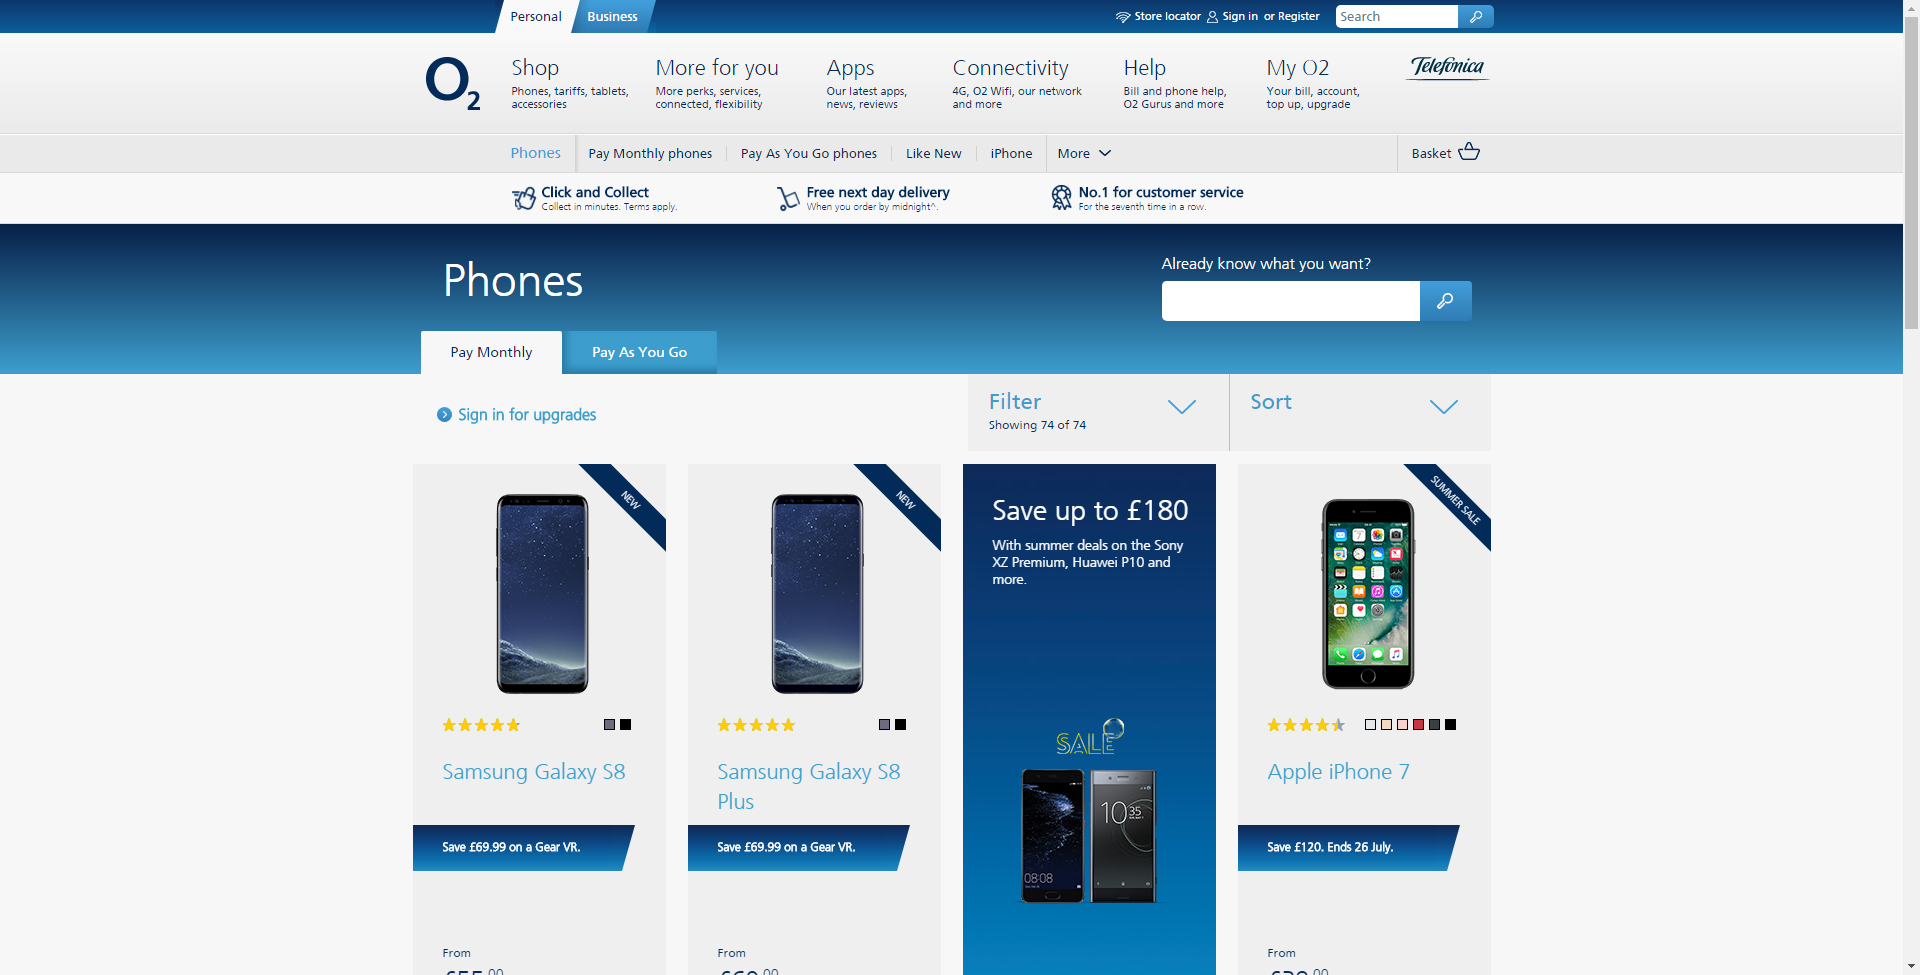 Personal
Business
Store locator
Sign in or Register
Search
O2
Shop
Phones, tariffs, tablets,
accessories
More for you
More perks, services,
connected, flexibility
Apps
Our latest apps,
news, reviews
Connectivity
4G, O2 Wifi, our network
and more
Help
Bill and phone help,
O2 Gurus and more
My O2
Your bill, account,
top up, upgrade
Telefónica
Phones
Pay Monthly phones
Pay As You Go phones
Like New
iPhone
More
Basket
Click and Collect
Collect in minutes. Terms apply.
Free next day delivery
When you order by midnight^.
No.1 for customer service
For the seventh time in a row.
Phones
Already know what you want?
Pay Monthly
Pay As You Go
Sign in for upgrades
Filter
Showing 74 of 74
Sort
NEW
NEW
Save up to £180
With summer deals on the Sony
XZ Premium, Huawei P10 and
more.
SALE
10 35
08:08
SUMMER SALE
Samsung Galaxy S8
Samsung Galaxy S8
Plus
Apple iPhone 7
Save £69.99 on a Gear VR.
Save £69.99 on a Gear VR.
Save £120. Ends 26 July.
From
From
From